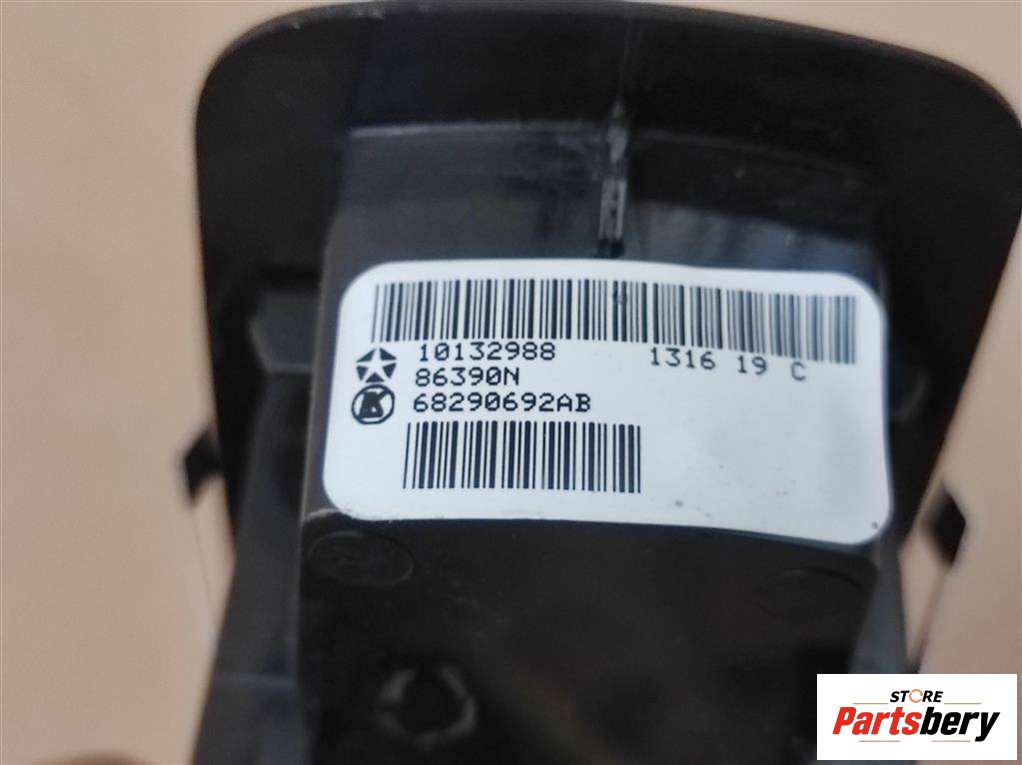 10132988 1316 19 C
86390N
68290692AB
STORE
Partsbery